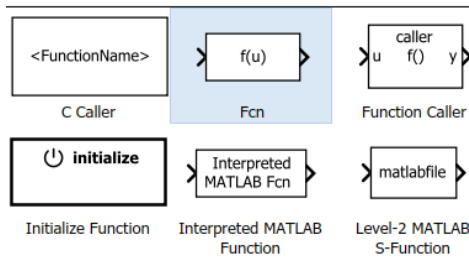 <FunctionName>
f(u)
caller
u f() y
C Caller
Fcn
Function Caller
initialize
Interpreted
MATLAB Fcn
matlabfile
Initialize Function
Interpreted MATLAB
Function
Level-2 MATLAB
S-Function